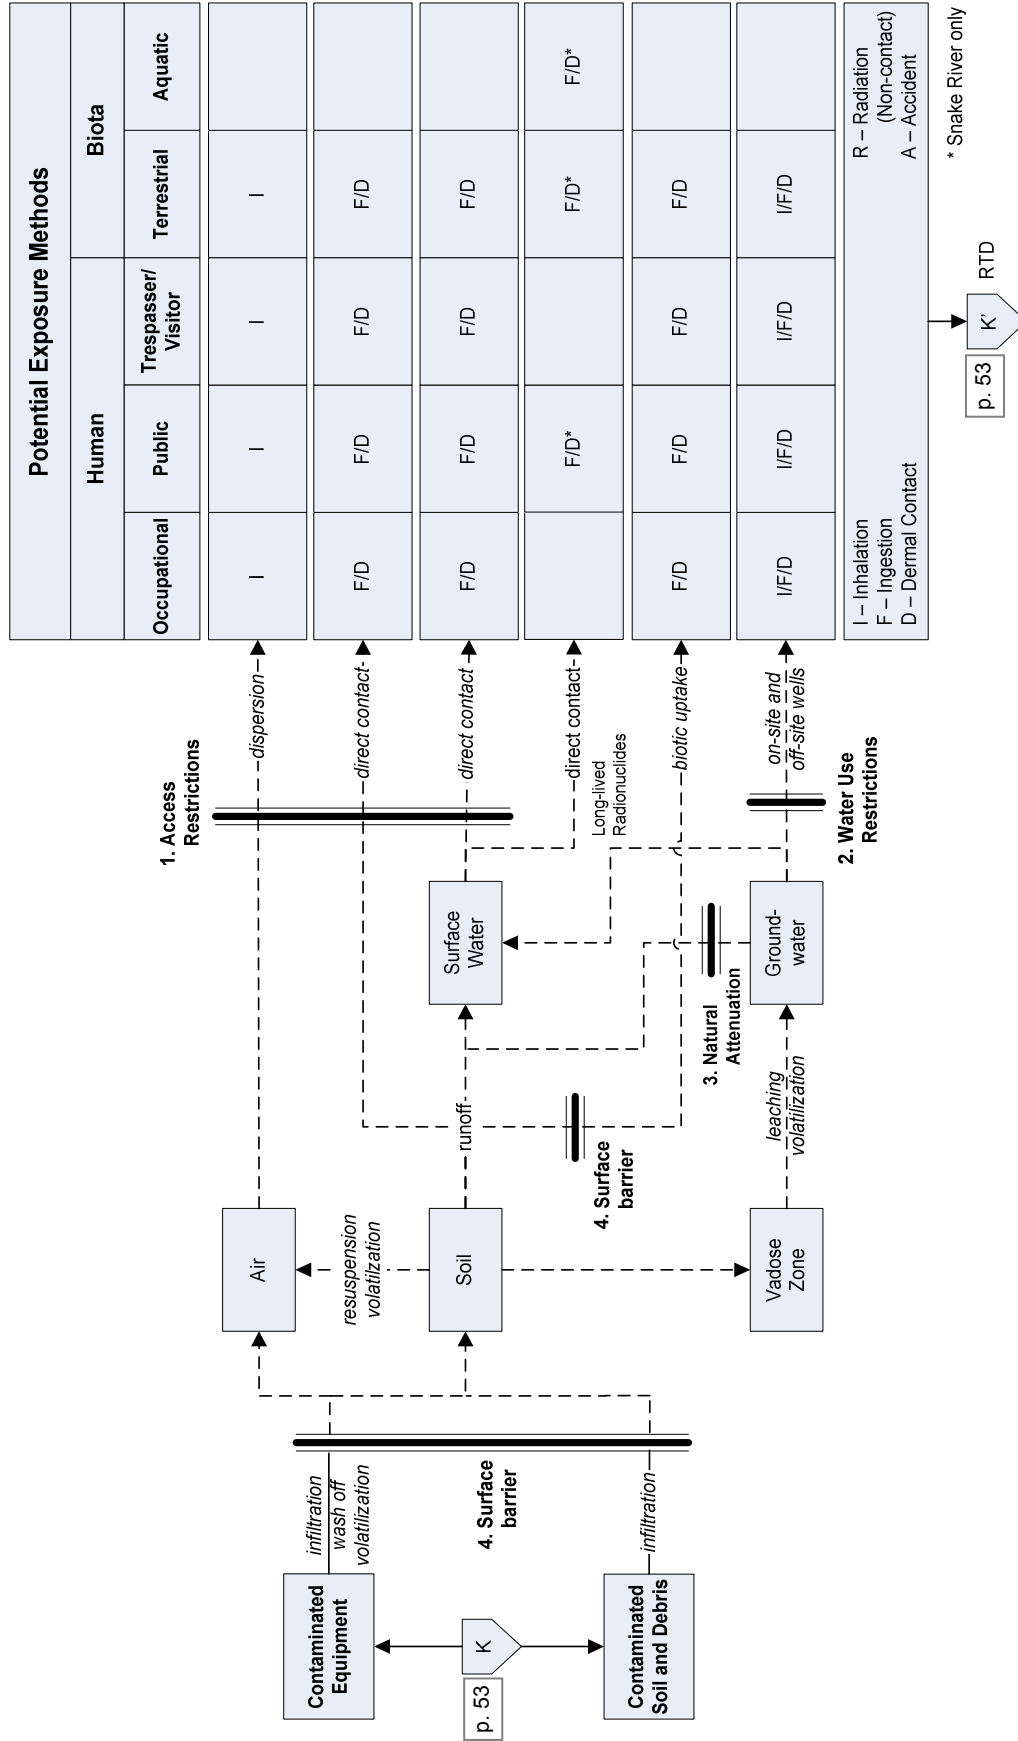 Potential Exposure Methods
Human
Biota
Occupational
Public
Trespasser/
Visitor
Terrestrial
Aquatic
p. 53
K
Contaminated
Equipment
Contaminated
Soil and Debris
infiltration
wash off
volatilization
infiltration
4. Surface
barrier
Air
resuspension
volatilzation
Soil
Vadose
Zone
runoff
4. Surface
barrier
leaching
volatilization
3. Natural
Attenuation
Surface
Water
Ground-
water
1. Access
Restrictions
2. Water Use
Restrictions
Long-lived
Radionuclides
dispersion
I
I
I
I
direct contact
F/D
F/D
F/D
F/D
direct contact
F/D
F/D
F/D
F/D
direct contact
F/D*
F/D*
F/D*
biotic uptake
F/D
F/D
F/D
F/D
on-site and
off-site wells
I/F/D
I/F/D
I/F/D
I/F/D
I – Inhalation
F – Ingestion
D – Dermal Contact
R – Radiation
(Non-contact)
A – Accident
* Snake River only
p. 53
K'
RTD